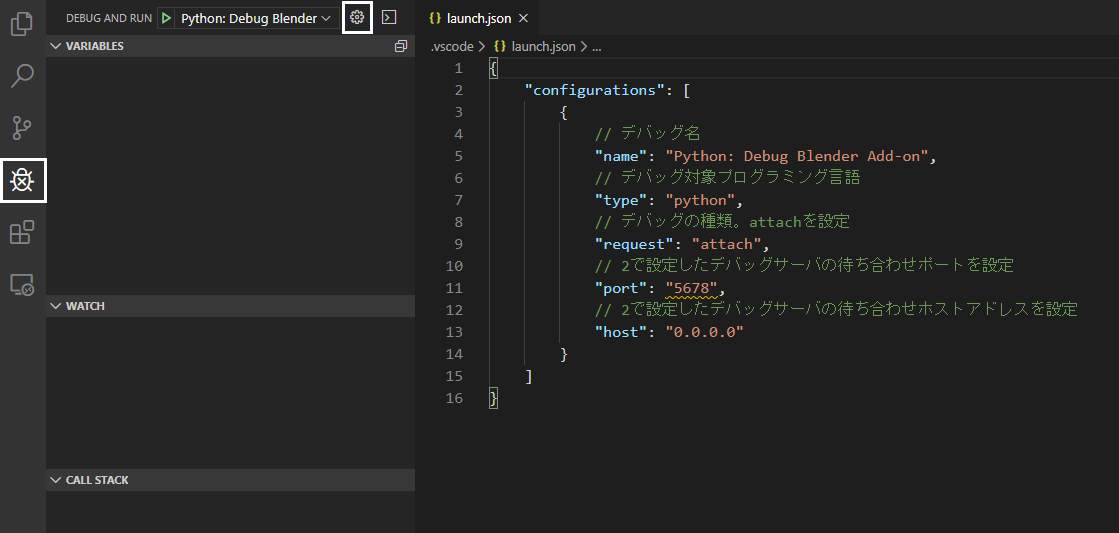 DEBUG AND RUN Python: Debug Blender
VARIABLES
WATCH
CALL STACK
{} launch.json
.vscode > {} launch.json > ...
1 {
2 "configurations": [
3 {
4 // デバッグ名
5 "name": "Python: Debug Blender Add-on",
6 // デバッグ対象プログラミング言語
7 "type": "python",
8 // デバッグの種類。attachを設定
9 "request": "attach",
10 // 2で設定したデバッグサーバの待ち合わせポートを設定
11 "port": "5678",
12 // 2で設定したデバッグサーバの待ち合わせホストアドレスを設定
13 "host": "0.0.0.0"
14 }
15 ]
16 }